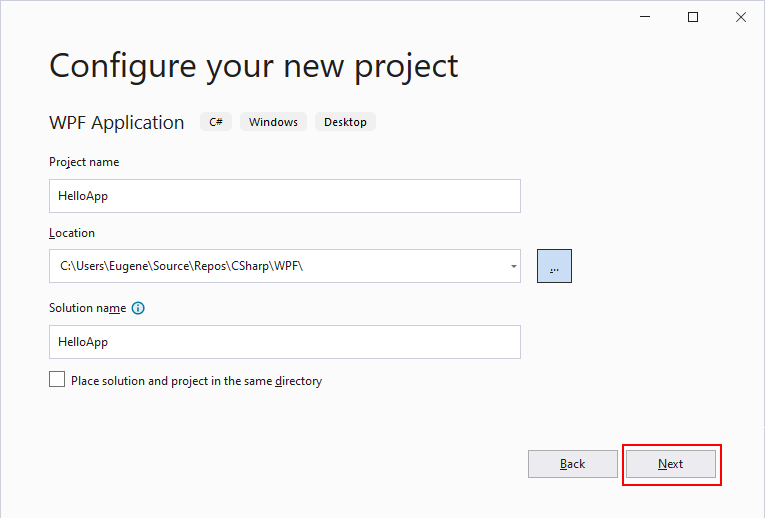 Configure your new project
WPF Application C# Windows Desktop
Project name
HelloApp
Location
C:\Users\Eugene\Source\Repos\CSharp\WPF\
...
Solution name
HelloApp
Place solution and project in the same directory
Back Next